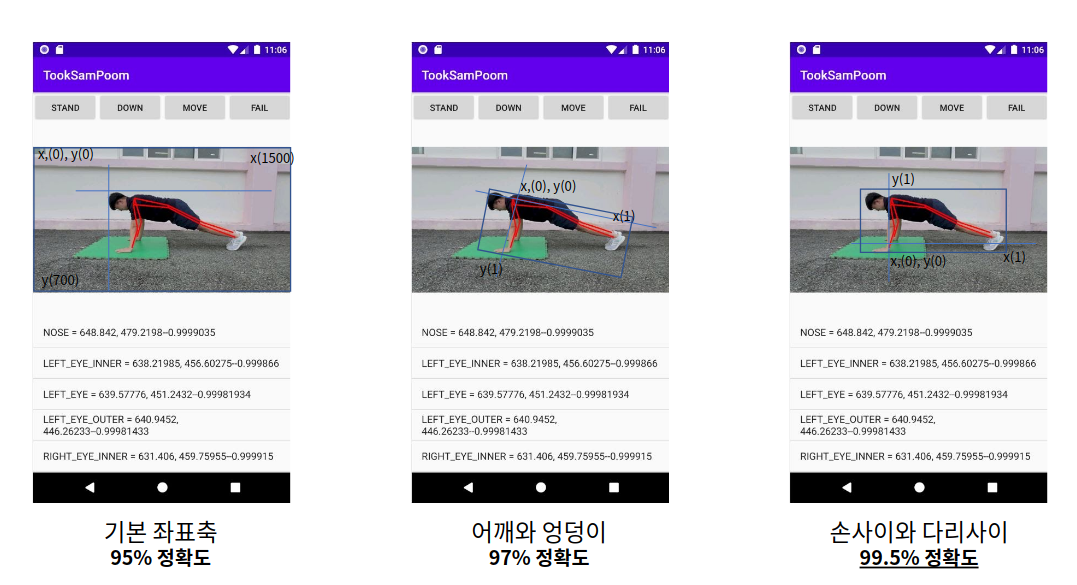 11:06
TookSamPoom
STAND DOWN MOVE FAIL
x,(0), y(0)
x(1500)
y(700)
NOSE = 648.842, 479.2198--0.9999035
LEFT_EYE_INNER = 638.21985, 456.60275--0.999866
LEFT_EYE = 639.57776, 451.2432--0.99981934
LEFT_EYE_OUTER = 640.9452,
446.26233--0.99981433
RIGHT_EYE_INNER = 631.406, 459.75955--0.999915
기본 좌표축
95% 정확도
11:06
TookSamPoom
STAND DOWN MOVE FAIL
x,(0), y(0)
x(1)
y(1)
NOSE = 648.842, 479.2198--0.9999035
LEFT_EYE_INNER = 638.21985, 456.60275--0.999866
LEFT_EYE = 639.57776, 451.2432--0.99981934
LEFT_EYE_OUTER = 640.9452,
446.26233--0.99981433
RIGHT_EYE_INNER = 631.406, 459.75955--0.999915
어깨와 엉덩이
97% 정확도
11:06
TookSamPoom
STAND DOWN MOVE FAIL
y(1)
x,(0), y(0)
x(1)
NOSE = 648.842, 479.2198--0.9999035
LEFT_EYE_INNER = 638.21985, 456.60275--0.999866
LEFT_EYE = 639.57776, 451.2432--0.99981934
LEFT_EYE_OUTER = 640.9452,
446.26233--0.99981433
RIGHT_EYE_INNER = 631.406, 459.75955--0.999915
손사이와 다리사이
99.5% 정확도